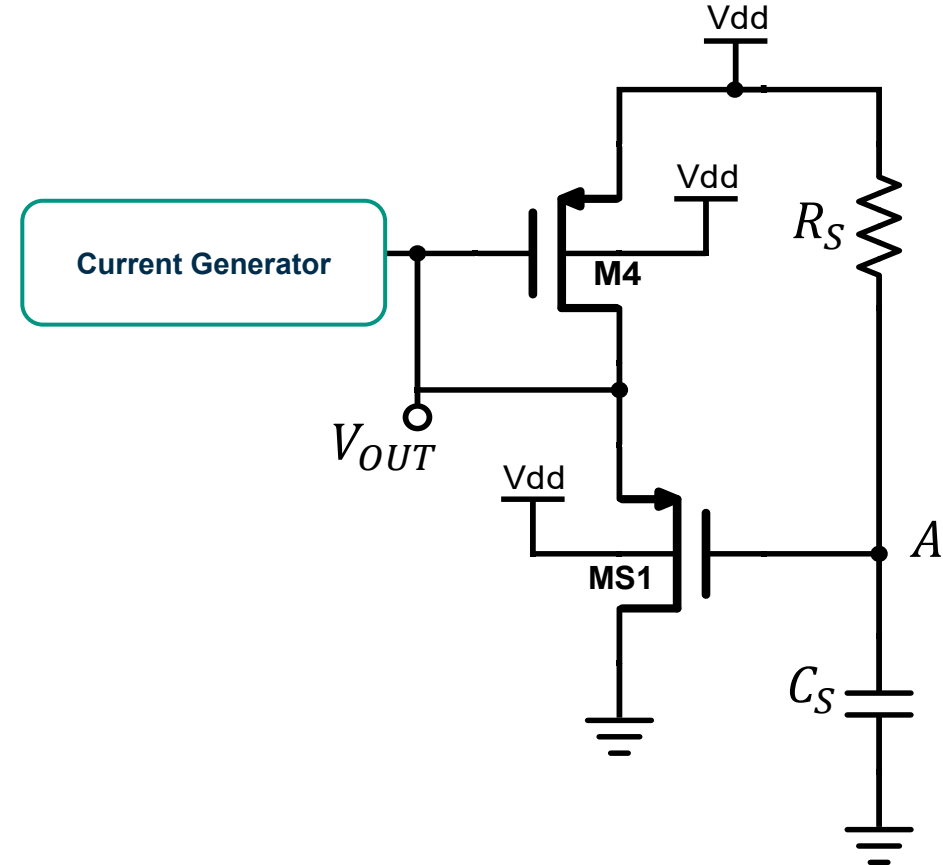 Vdd
Vdd
R_S
Current Generator
M4
V_OUT
Vdd
A
MS1
C_S